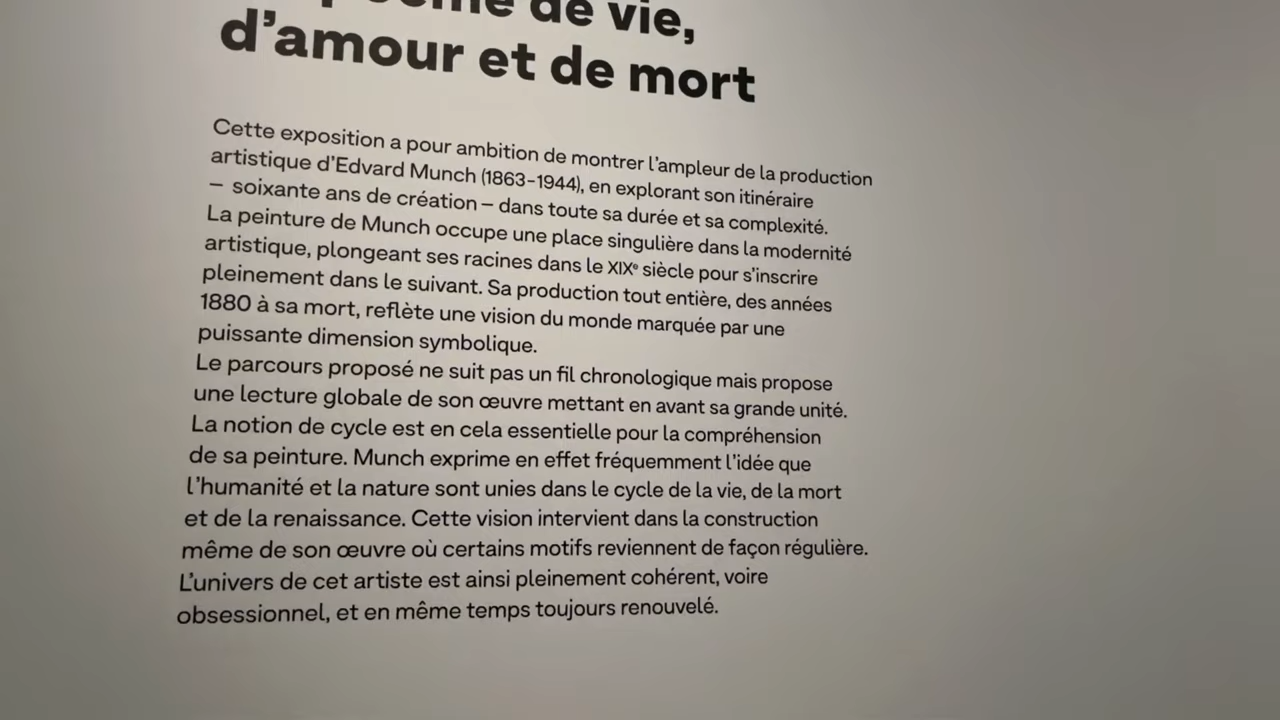 de vie,
d’amour et de mort
Cette exposition a pour ambition de montrer l’ampleur de la production
artistique d’Edvard Munch (1863-1944), en explorant son itinéraire
– soixante ans de création – dans toute sa durée et sa complexité.
La peinture de Munch occupe une place singulière dans la modernité
artistique, plongeant ses racines dans le XIXe siècle pour s’inscrire
pleinement dans le suivant. Sa production tout entière, des années
1880 à sa mort, reflète une vision du monde marquée par une
puissante dimension symbolique.
Le parcours proposé ne suit pas un fil chronologique mais propose
une lecture globale de son œuvre mettant en avant sa grande unité.
La notion de cycle est en cela essentielle pour la compréhension
de sa peinture. Munch exprime en effet fréquemment l’idée que
l’humanité et la nature sont unies dans le cycle de la vie, de la mort
et de la renaissance. Cette vision intervient dans la construction
même de son œuvre où certains motifs reviennent de façon régulière.
L’univers de cet artiste est ainsi pleinement cohérent, voire
obsessionnel, et en même temps toujours renouvelé.